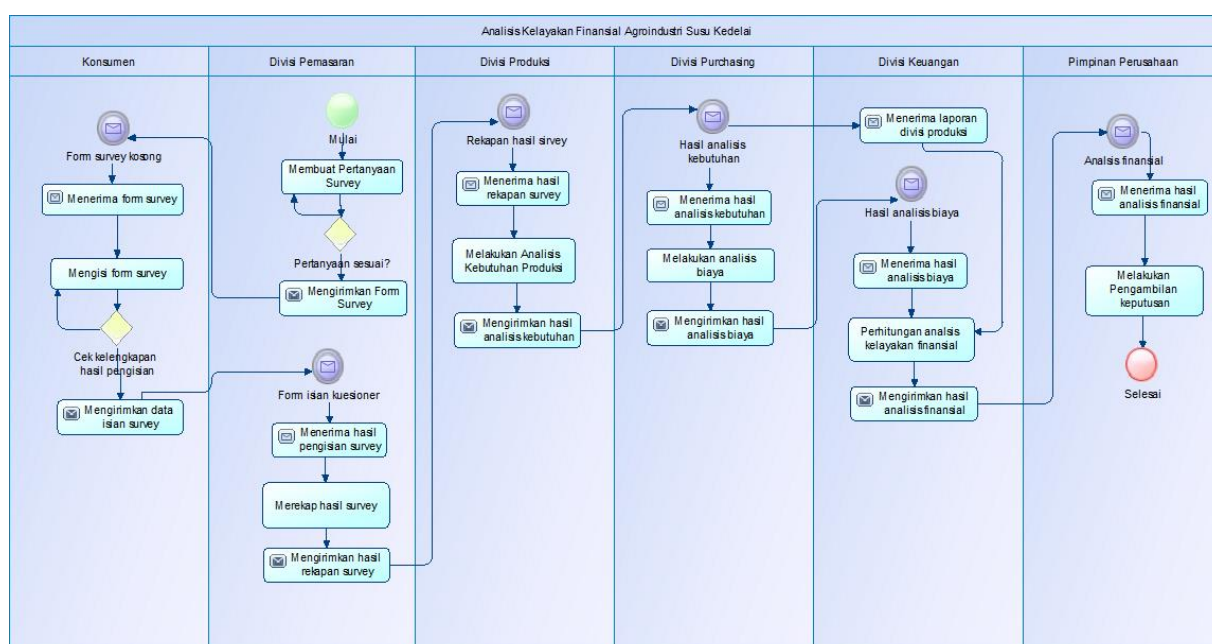 Analisis Kelayakan Finansial Agroindustri Susu Kedelai
Konsumen
Divisi Pemasaran
Divisi Produksi
Divisi Purchasing
Divisi Keuangan
Pimpinan Perusahaan
Form survey kosong
Menerima form survey
Mengisi form survey
Cek kelengkapan
hasil pengisian
Mengirimkan data
isian survey
Mulai
Membuat Pertanyaan
Survey
Pertanyaan sesuai?
Mengirimkan Form
Survey
Form isian kuesioner
Menerima hasil
pengisian survey
Merekap hasil survey
Mengirimkan hasil
rekapan survey
Rekapan hasil sirvey
Menerima hasil
rekapan survey
Melakukan Analisis
Kebutuhan Produksi
Mengirimkan hasil
analisis kebutuhan
Hasil analisis
kebutuhan
Menerima hasil
analisis kebutuhan
Melakukan analisis
biaya
Mengirimkan hasil
analisis biaya
Menerima laporan
divisi produksi
Hasil analisis biaya
Menerima hasil
analisis biaya
Perhitungan analsis
kelayakan finansial
Mengirimkan hasil
analisis finansial
Analsis finansial
Menerima hasil
analisis finansial
Melakukan
Pengambilan
keputusan
Selesai